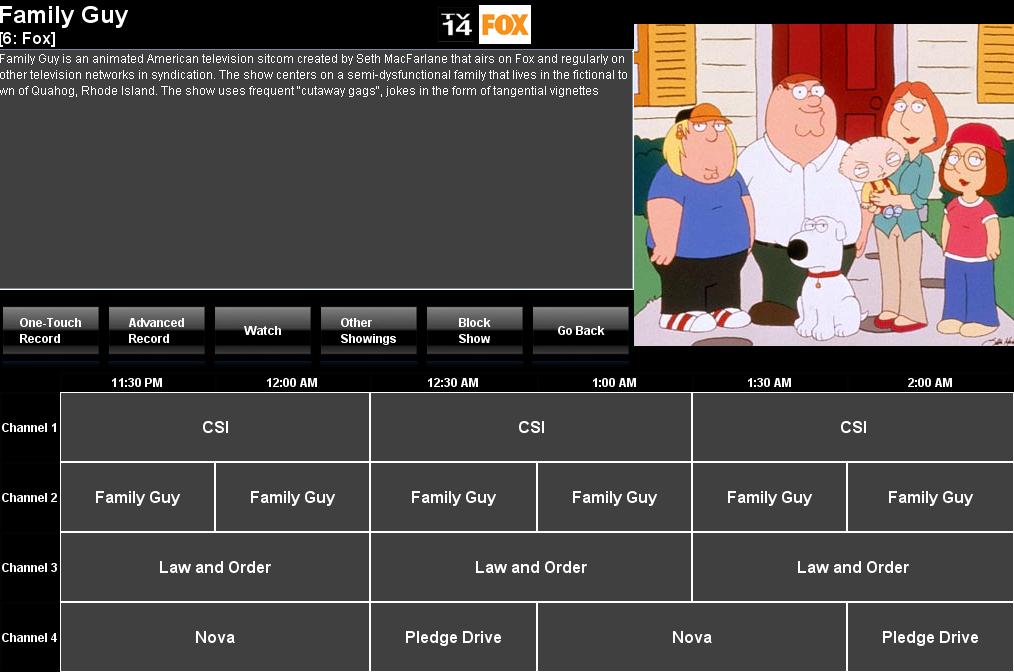 Family Guy
[6: Fox]
TV
14
FOX
Family Guy is an animated American television sitcom created by Seth MacFarlane that airs on Fox and regularly on
other television networks in syndication. The show centers on a semi-dysfunctional family that lives in the fictional to
wn of Quahog, Rhode Island. The show uses frequent "cutaway gags", jokes in the form of tangential vignettes
One-Touch
Record
Advanced
Record
Watch
Other
Showings
Block
Show
Go Back
11:30 PM 12:00 AM 12:30 AM 1:00 AM 1:30 AM 2:00 AM
Channel 1 CSI CSI CSI
Channel 2 Family Guy Family Guy Family Guy Family Guy Family Guy Family Guy
Channel 3 Law and Order Law and Order Law and Order
Channel 4 Nova Pledge Drive Nova Pledge Drive